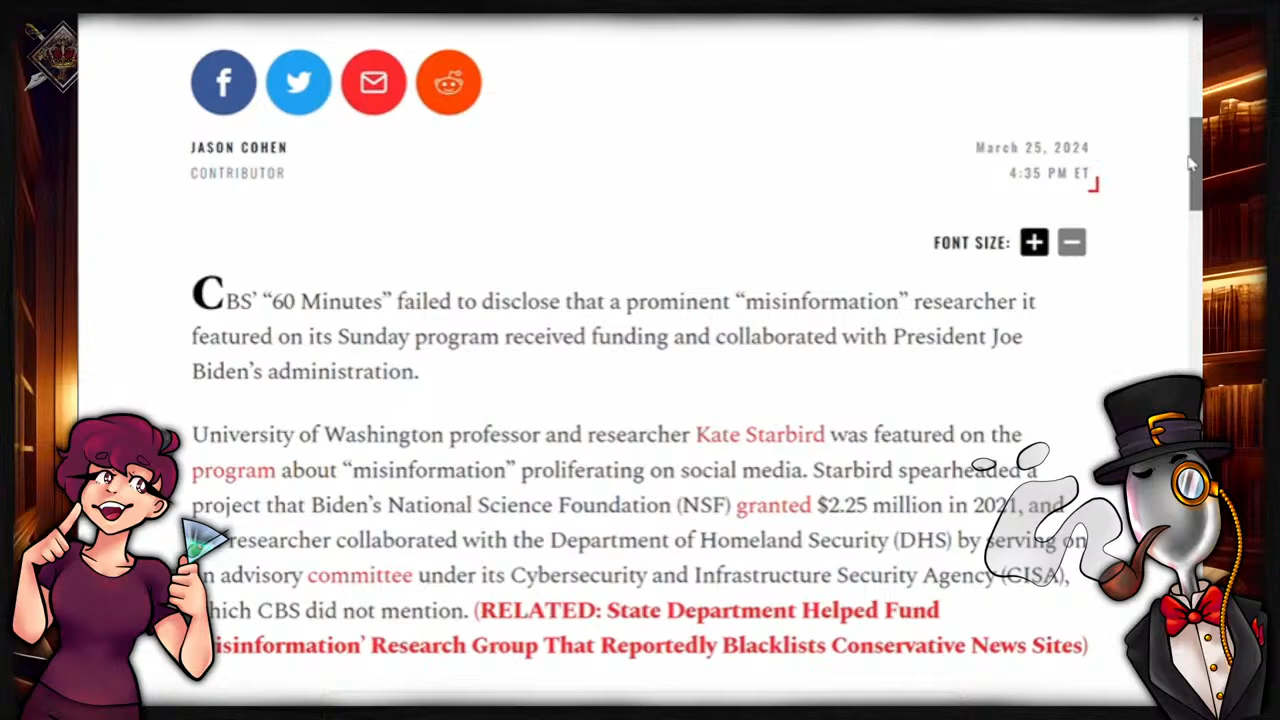 JASON COHEN
CONTRIBUTOR
March 25, 2024
4:35 PM ET
FONT SIZE:
CBS’ “60 Minutes” failed to disclose that a prominent “misinformation” researcher it
featured on its Sunday program received funding and collaborated with President Joe
Biden’s administration.
University of Washington professor and researcher Kate Starbird was featured on the
program about “misinformation” proliferating on social media. Starbird spearheaded a
project that Biden’s National Science Foundation (NSF) granted $2.25 million in 2021, and
researcher collaborated with the Department of Homeland Security (DHS) by serving on
advisory committee under its Cybersecurity and Infrastructure Security Agency (CISA),
which CBS did not mention. (RELATED: State Department Helped Fund
isinformation’ Research Group That Reportedly Blacklists Conservative News Sites)